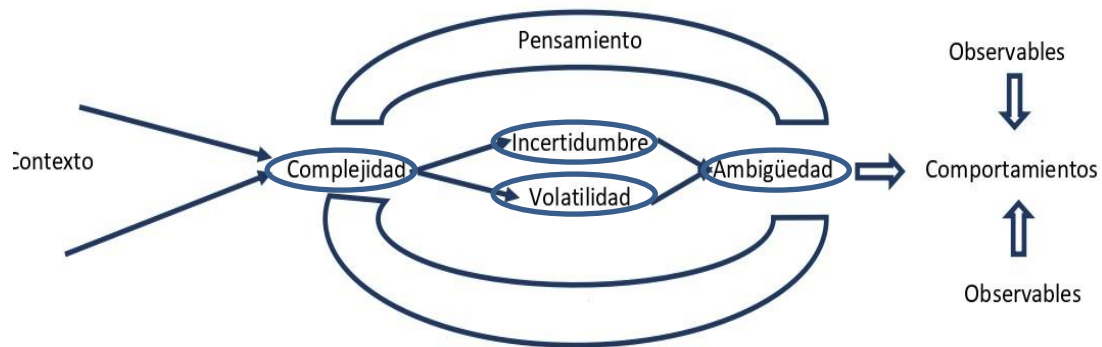 Pensamiento
Observables
Contexto
Complejidad
Incertidumbre
Volatilidad
Ambigüedad
Comportamientos
Observables